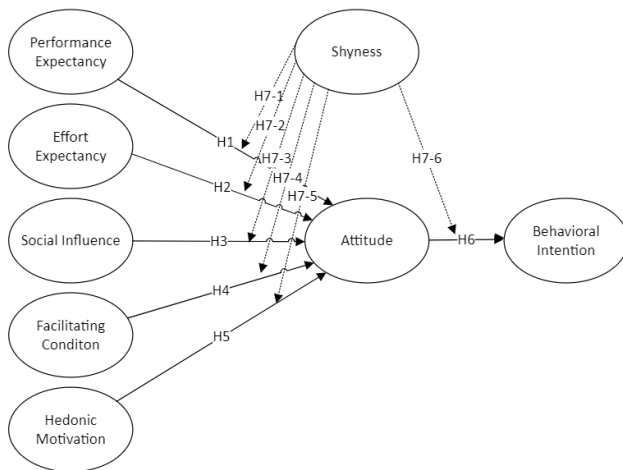 Performance
Expectancy
Shyness
H7-1
H7-2
H1
Effort
Expectancy
H7-3
H7-6
H7-4
H2
H7-5
Social Influence
H3
Attitude
H6
Behavioral
Intention
H4
Facilitating
Conditon
H5
Hedonic
Motivation